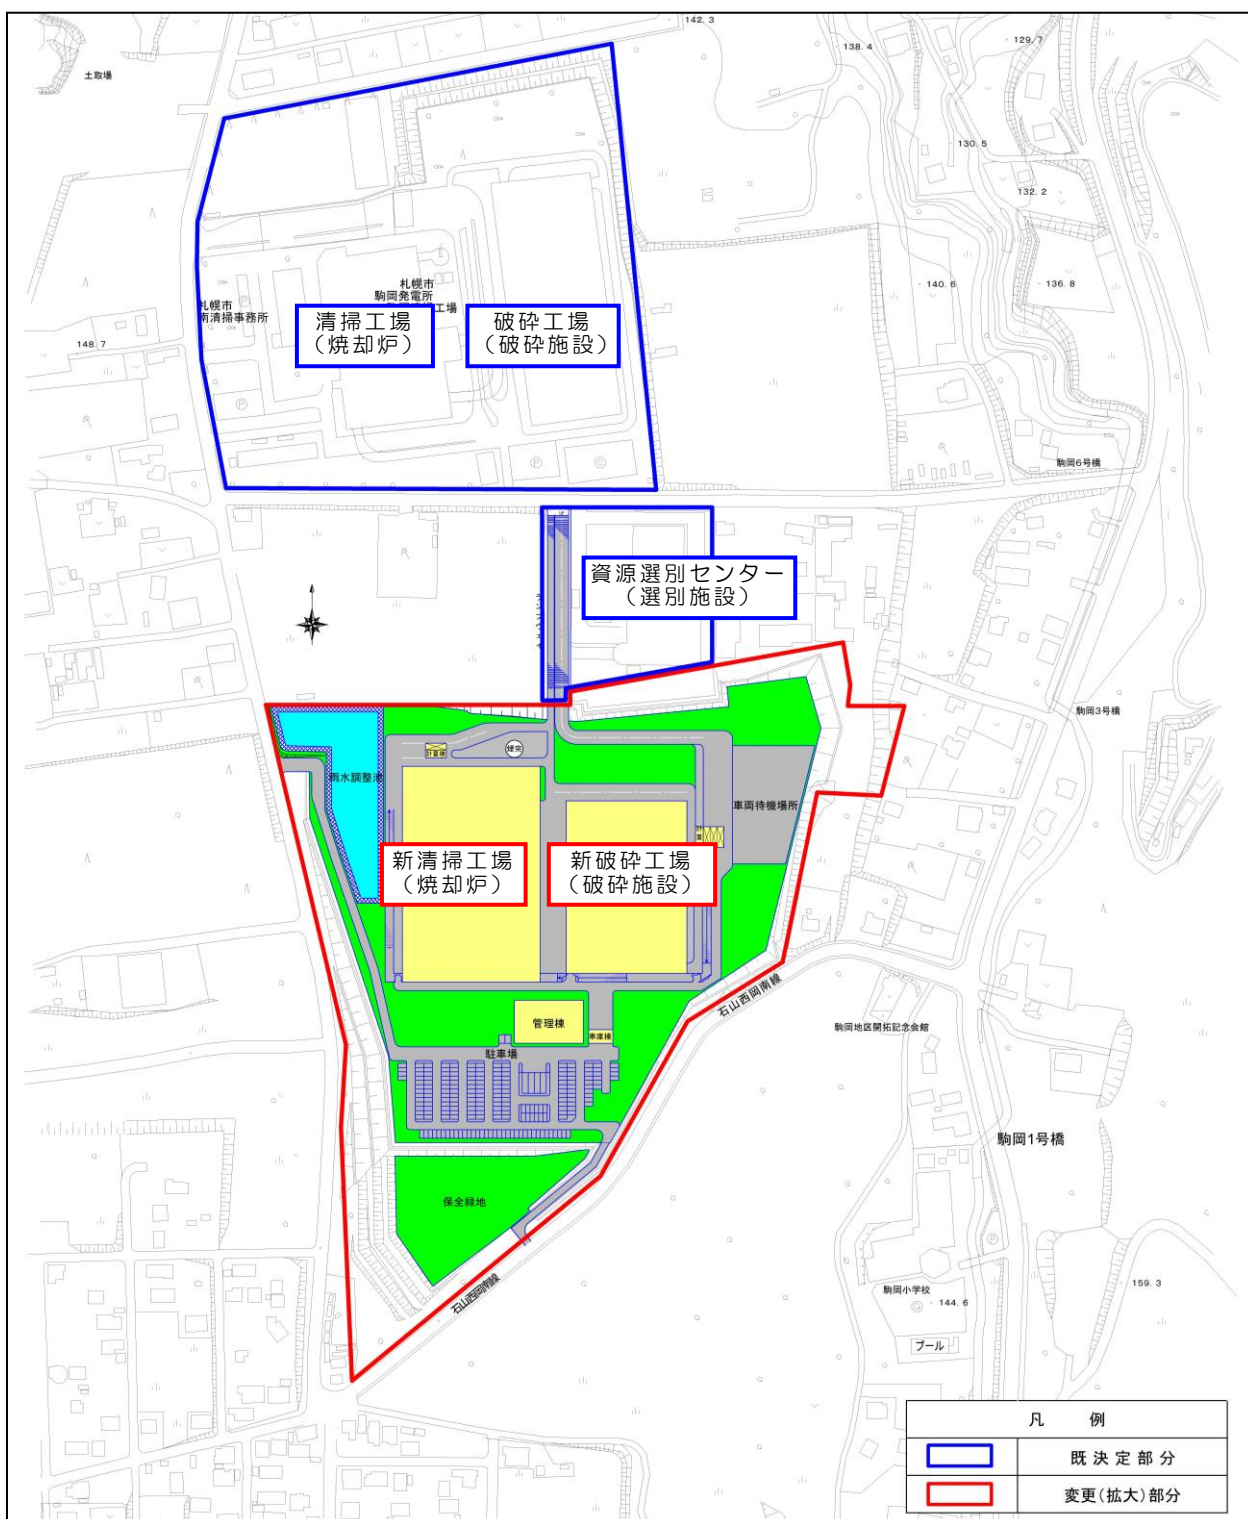 142. 3
138. 4
129. 7
土取場
130. 5
132. 2
札幌市
駒岡発電所
工場
札幌市
南清掃事務所
140. 6
136. 8
清掃工場
(焼却炉)
破砕工場
(破砕施設)
148. 7
P
P
C
駒岡6号橋
資源選別センター
(選別施設)
駒岡3号橋
計量棟
煙突
雨水調整池
車両待機場所
計量
新清掃工場
(焼却炉)
新破砕工場
(破砕施設)
石山西岡南線
管理棟
車庫棟
駐車場
駒岡地区開拓記念会館
駒岡1号橋
保全緑地
P
石山西岡南線
駒岡小学校
144. 6
159. 3
プール
凡 例
既決定部分
変更(拡大)部分